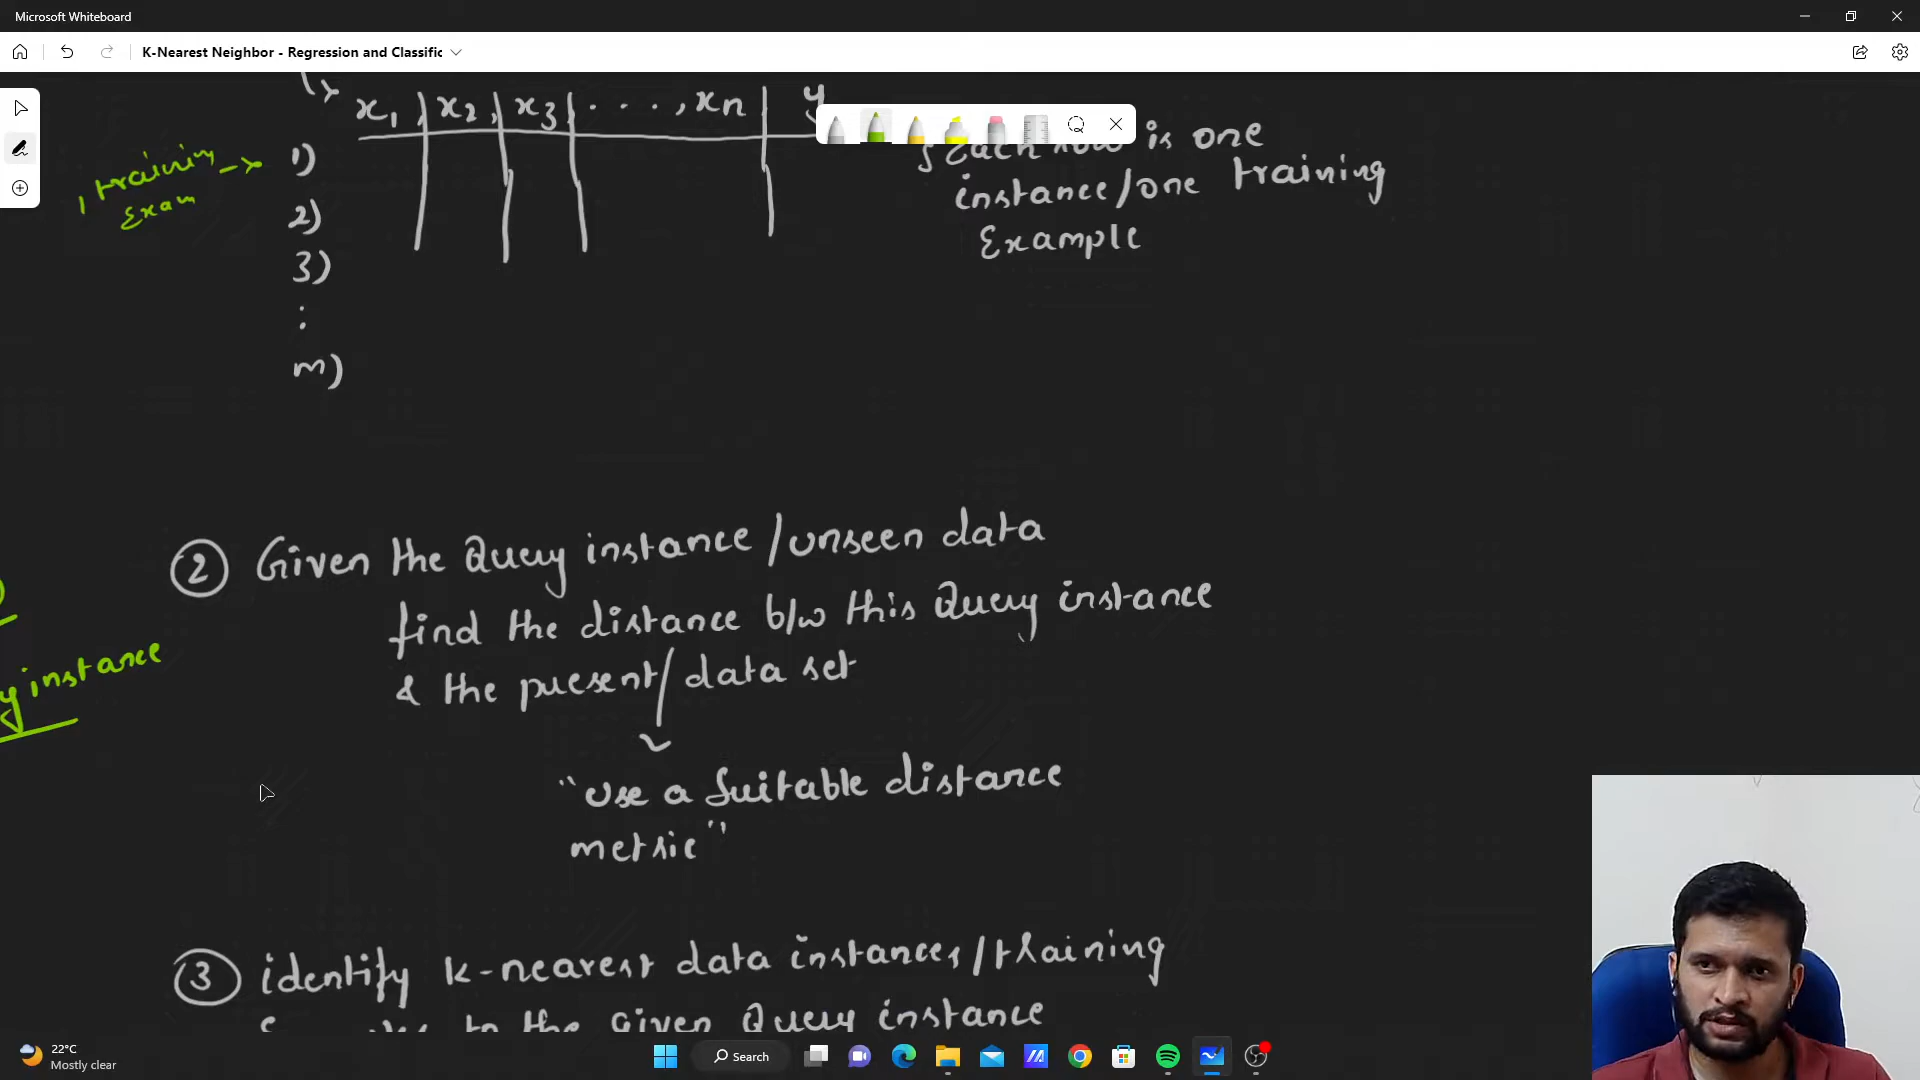 Microsoft Whiteboard
K-Nearest Neighbor - Regression and Classific
x1, x2, x3, . . . , xn y
1 training
Exam
1)
2)
3)
:
m)
Each row is one
instance/one training
Example
② Given the Query instance/unseen data
find the distance b/w this Query instance
& the present/data set
y instance
"use a suitable distance
metric"
③ identify k-nearest data instances/training
to the given Query instance
22°C
Mostly clear
Search